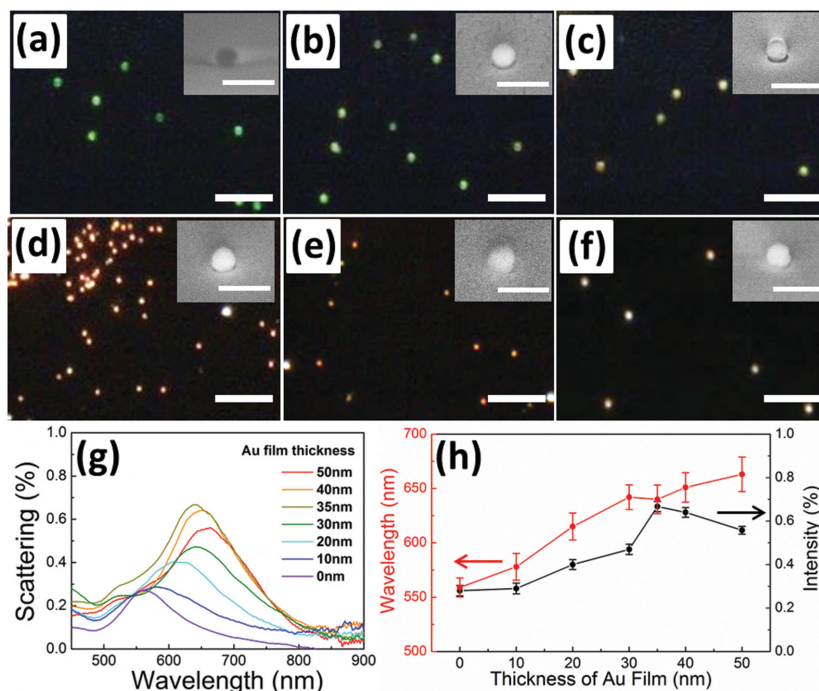 (a)
(b)
(c)
(d)
(e)
(f)
(g)
Au film thickness
50nm
40nm
35nm
30nm
20nm
10nm
0nm
1.0
0.8
0.6
0.4
0.2
0.0
Scattering (%)
500
600
700
800
900
Wavelength (nm)
(h)
700
650
600
550
500
Wavelength (nm)
1.0
0.8
0.6
0.4
0.2
0.0
Intensity (%)
0
10
20
30
40
50
Thickness of Au Film (nm)